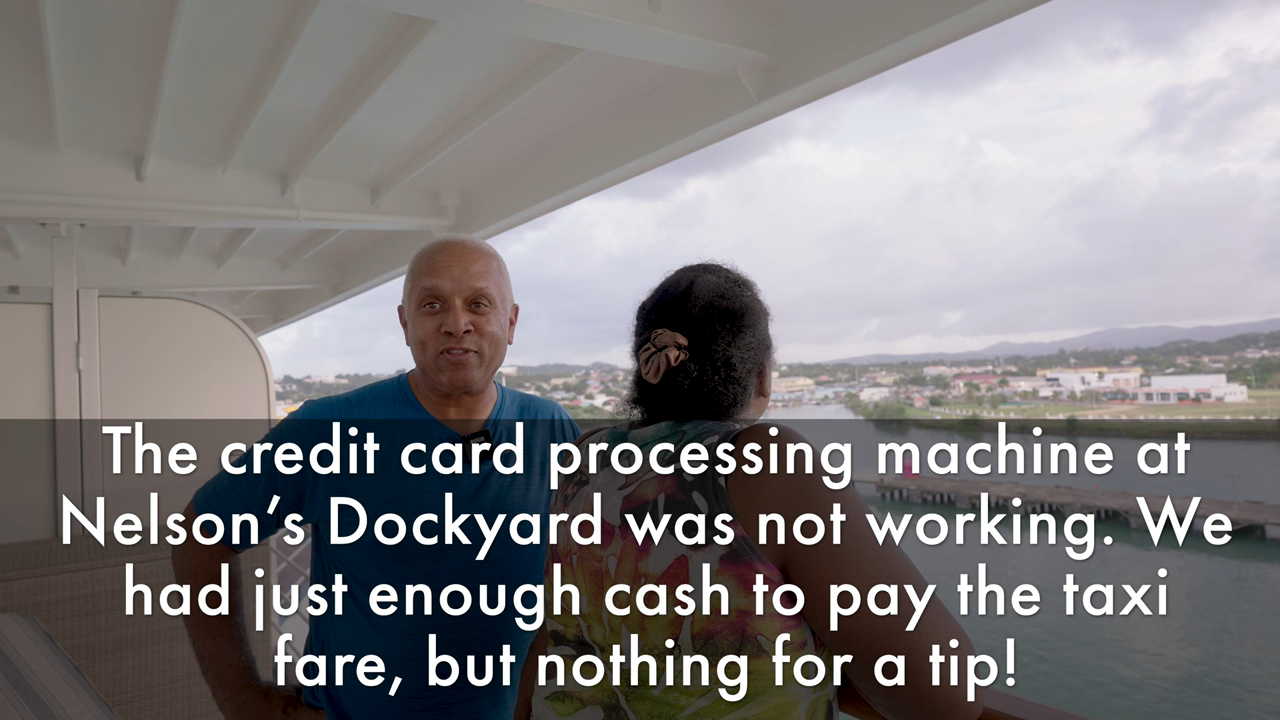 The credit card processing machine at
Nelson’s Dockyard was not working. We
had just enough cash to pay the taxi
fare, but nothing for a tip!